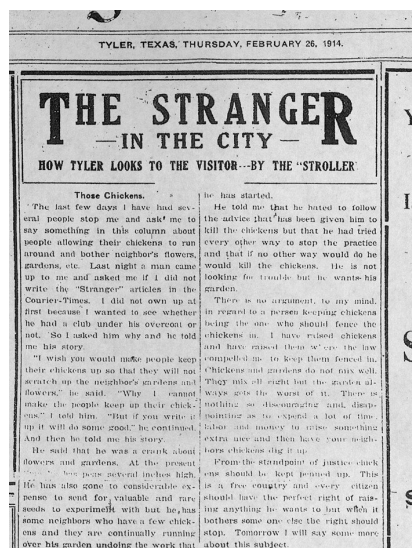 TYLER, TEXAS, THURSDAY, FEBRUARY 26, 1914.
THE STRANGER
—IN THE CITY—
HOW TYLER LOOKS TO THE VISITOR---BY THE "STROLLER
Those Chickens.
The last few days I have had sev-
eral people stop me and ask me to
say something in this column about
people allowing their chickens to run
around and bother neighbor's flowers,
gardens, etc. Last night a man came
up to me and asked me if I did not
write the "Stranger" articles in the
Courier-Times. I did not own up at
first because I wanted to see whether
he had a club under his overcoat or
not. So I asked him why and he told
me his story.
"I wish you would make people keep
their chickens up so that they will not
scratch up the neighbor's gardens and
flowers," he said. "Why I cannot
make the people keep up their chick-
ens," I told him. "But if you write it
up it will do some good," he continued.
And then he told me his story.
He said that he was a crank about
flowers and gardens. At the present
has peas several inches high.
He has also gone to considerable ex-
pense to send for valuable and rare
seeds to experiment with but he has
some neighbors who have a few chick-
ens and they are continually running
over his garden undoing the work that
he has started.
He told me that he hated to follow
the advice that has been given him to
kill the chickens but that he had tried
every other way to stop the practice
and that if no other way would do he
would kill the chickens. He is not
looking for trouble but he wants his
garden.
There is no argument, to my mind,
in regard to a person keeping chickens
being the one who should fence the
chickens in. I have raised chickens
and have raised them where the law
compelled me to keep them fenced in.
Chickens and gardens do not mix well.
They mix all right but the garden al-
ways gets the worst of it. There is
nothing so discouraging and disap-
pointing as to expend a lot of time,
labor and money to raise something
extra nice and then have your neigh-
bors chickens dig it up.
From the standpoint of justice chick
ens should be kept penned up. This
is a free country and every citizen
should have the perfect right of rais-
ing anything he wants to but when it
bothers some one else the right should
stop. Tomorrow I will say some more
about this subject.